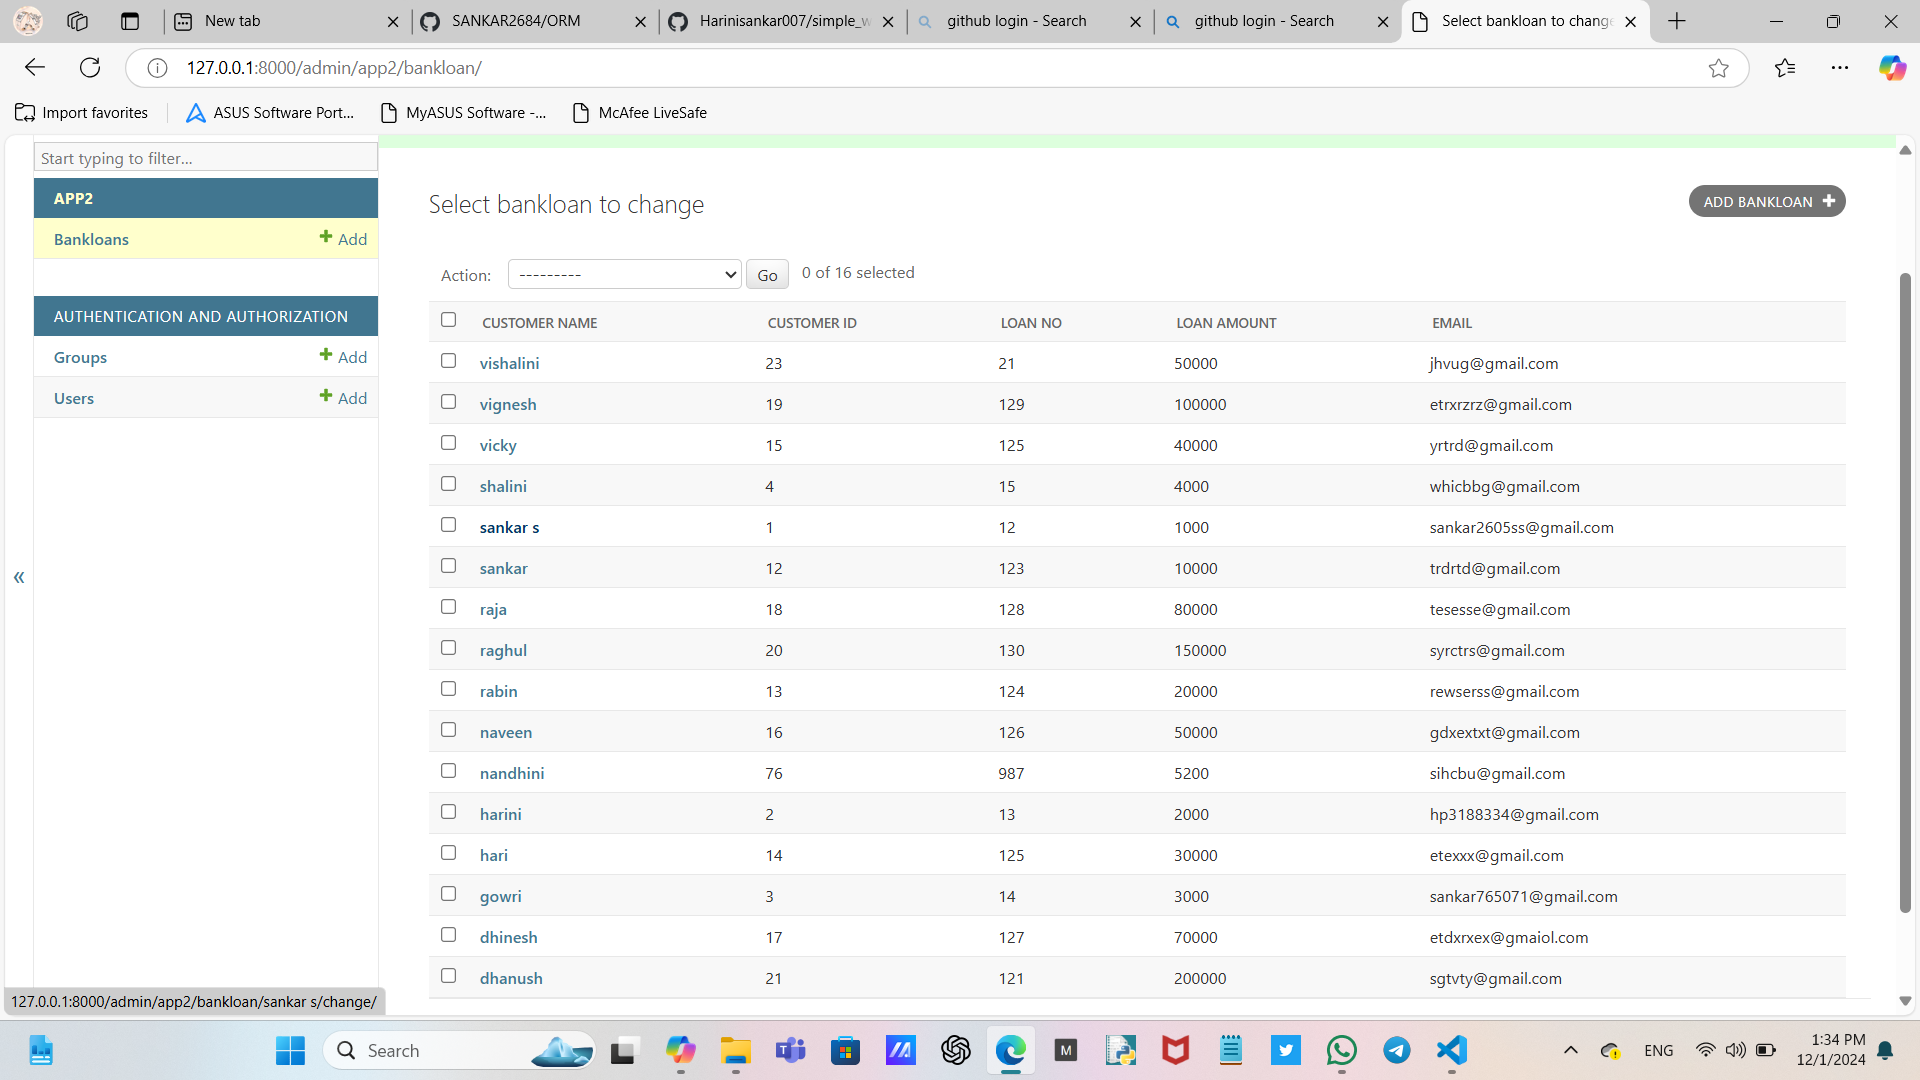 New tab
SANKAR2684/ORM
Harinisankar007/simple_w
github login - Search
github login - Search
Select bankloan to change
127.0.0.1:8000/admin/app2/bankloan/
Import favorites
ASUS Software Port...
MyASUS Software -...
McAfee LiveSafe
Start typing to filter...
APP2
Bankloans
Add
AUTHENTICATION AND AUTHORIZATION
Groups
Add
Users
Add
«
Select bankloan to change
ADD BANKLOAN
Action: --------- Go 0 of 16 selected
CUSTOMER NAME CUSTOMER ID LOAN NO LOAN AMOUNT EMAIL
vishalini 23 21 50000 jhvug@gmail.com
vignesh 19 129 100000 etrxrzrz@gmail.com
vicky 15 125 40000 yrtrd@gmail.com
shalini 4 15 4000 whicbbg@gmail.com
sankar s 1 12 1000 sankar2605ss@gmail.com
sankar 12 123 10000 trdrtd@gmail.com
raja 18 128 80000 tesesse@gmail.com
raghul 20 130 150000 syrctrs@gmail.com
rabin 13 124 20000 rewserss@gmail.com
naveen 16 126 50000 gdxextxt@gmail.com
nandhini 76 987 5200 sihcbu@gmail.com
harini 2 13 2000 hp3188334@gmail.com
hari 14 125 30000 etexxx@gmail.com
gowri 3 14 3000 sankar765071@gmail.com
dhinesh 17 127 70000 etdxrxex@gmaiol.com
dhanush 21 121 200000 sgtvty@gmail.com
127.0.0.1:8000/admin/app2/bankloan/sankar s/change/
Search
M
ENG
1:34 PM
12/1/2024